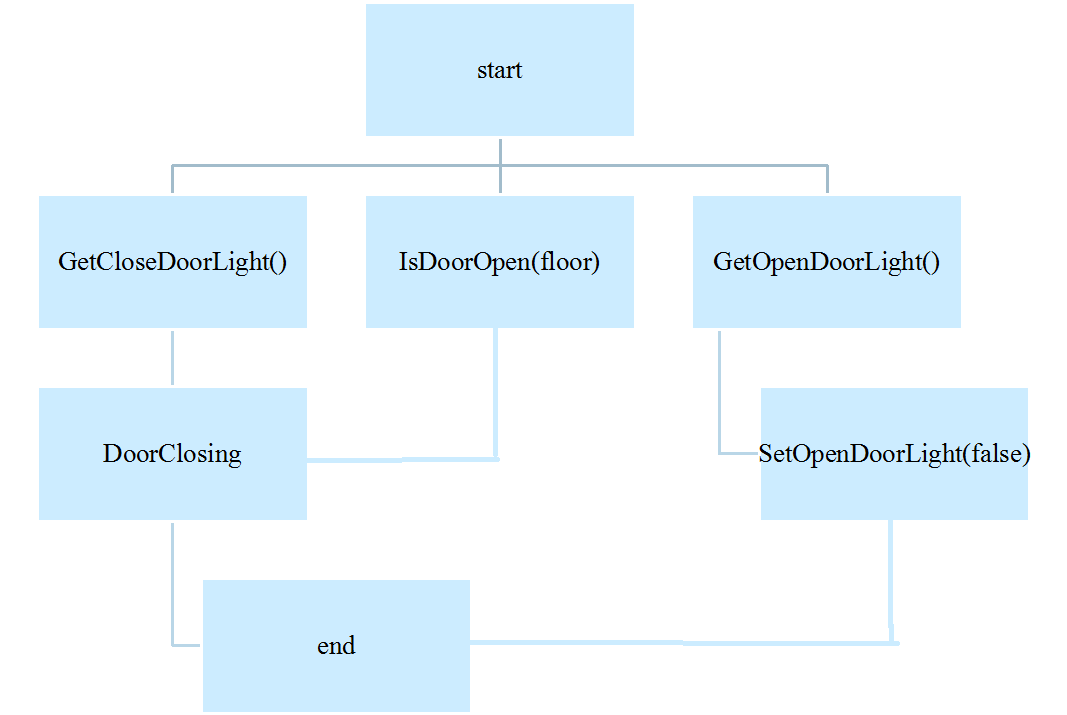 start
GetCloseDoorLight()
IsDoorOpen(floor)
GetOpenDoorLight()
DoorClosing
SetOpenDoorLight(false)
end